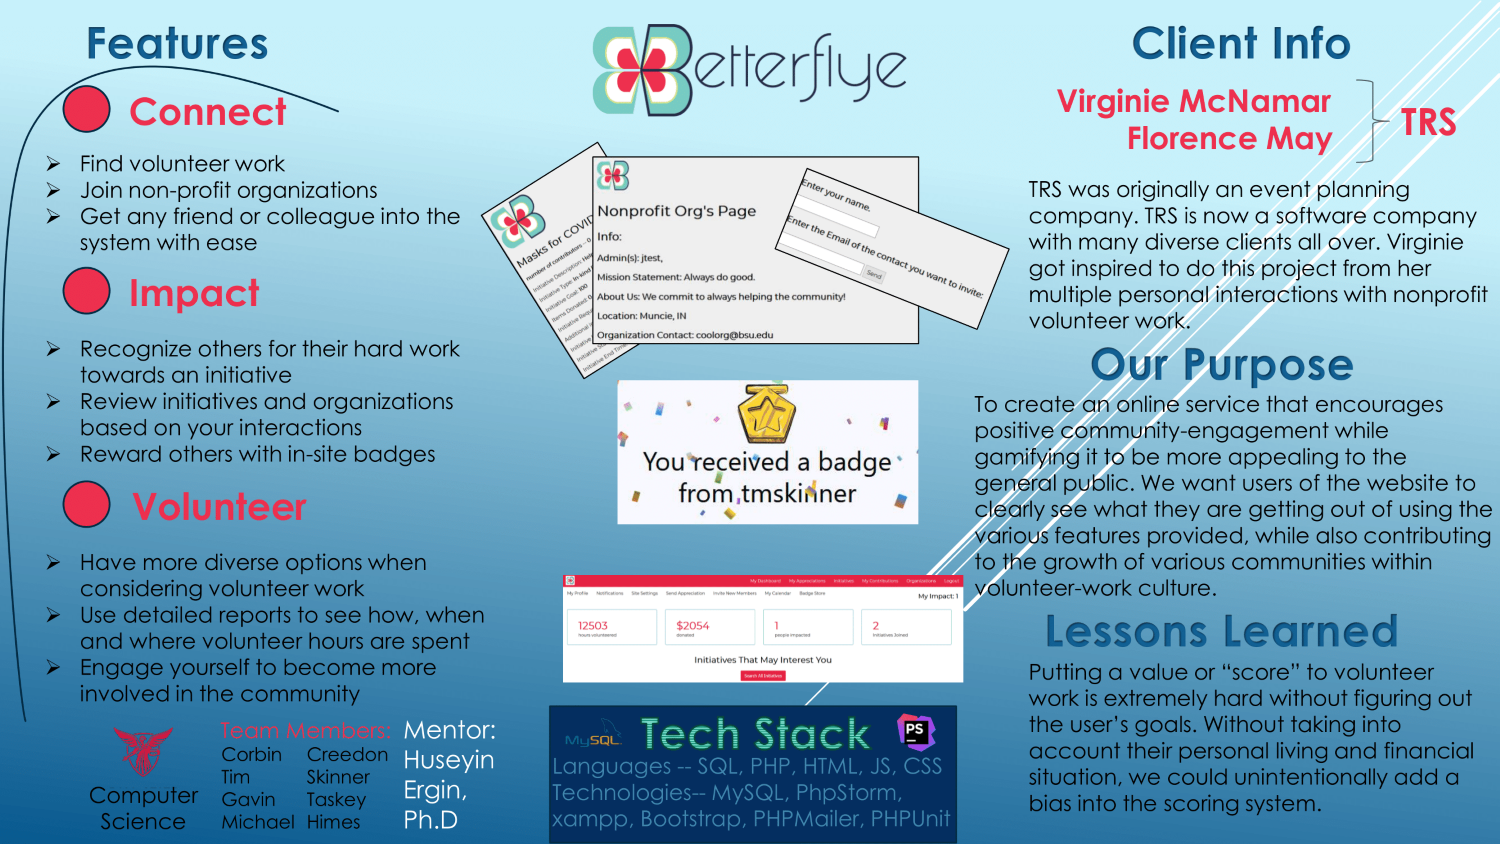 Features
Connect
Find volunteer work
Join non-profit organizations
Get any friend or colleague into the
system with ease
Impact
Recognize others for their hard work
towards an initiative
Review initiatives and organizations
based on your interactions
Reward others with in-site badges
Volunteer
Have more diverse options when
considering volunteer work
Use detailed reports to see how, when
and where volunteer hours are spent
Engage yourself to become more
involved in the community
Computer
Science
Team Members:
Corbin Creedon
Tim Skinner
Gavin Taskey
Michael Himes
Mentor:
Huseyin
Ergin,
Ph.D
Betterflye
Masks for COVID
number of contributors -- 0
Initiative Description:
Initiative Type: In-kind
Initiative Goal: 100
Items Donated:
Initiative
Additional
Initiative
Initiative End Time
Nonprofit Org's Page
Info:
Admin(s): jtest,
Mission Statement: Always do good.
About Us: We commit to always helping the community!
Location: Muncie, IN
Organization Contact: coolorg@bsu.edu
Enter your name.
Enter the Email of the contact you want to invite:
Send
You received a badge
from tmskinner
My Dashboard My Appreciations Initiatives My Contributions Organizations Logout
My Profile Notifications Site Settings Send Appreciation Invite New Members My Calendar Badge Store
My Impact: 1
12503 $2054 1 2
hours volunteered donated people impacted Initiatives Joined
Initiatives That May Interest You
Search All Initiatives
MySQL Tech Stack PS
Languages -- SQL, PHP, HTML, JS, CSS
Technologies-- MySQL, PhpStorm,
xampp, Bootstrap, PHPMailer, PHPUnit
Client Info
Virginie McNamar
Florence May
TRS
TRS was originally an event planning
company. TRS is now a software company
with many diverse clients all over. Virginie
got inspired to do this project from her
multiple personal interactions with nonprofit
volunteer work.
Our Purpose
To create an online service that encourages
positive community-engagement while
gamifying it to be more appealing to the
general public. We want users of the website to
clearly see what they are getting out of using the
various features provided, while also contributing
to the growth of various communities within
volunteer-work culture.
Lessons Learned
Putting a value or “score” to volunteer
work is extremely hard without figuring out
the user’s goals. Without taking into
account their personal living and financial
situation, we could unintentionally add a
bias into the scoring system.